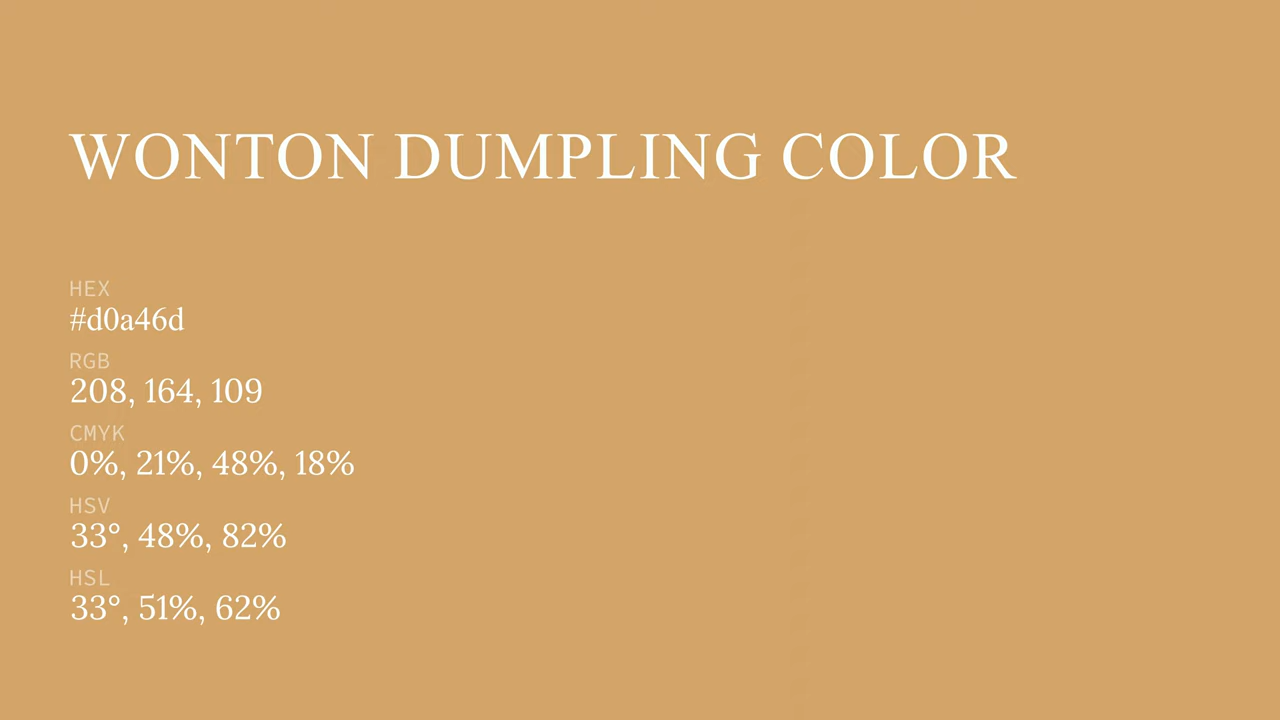 WONTON DUMPLING COLOR
HEX
#d0a46d
RGB
208, 164, 109
CMYK
0%, 21%, 48%, 18%
HSV
33°, 48%, 82%
HSL
33°, 51%, 62%